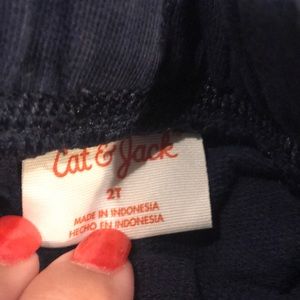 Cat & Jack
2T
MADE IN INDONESIA
HECHO EN INDONESIA